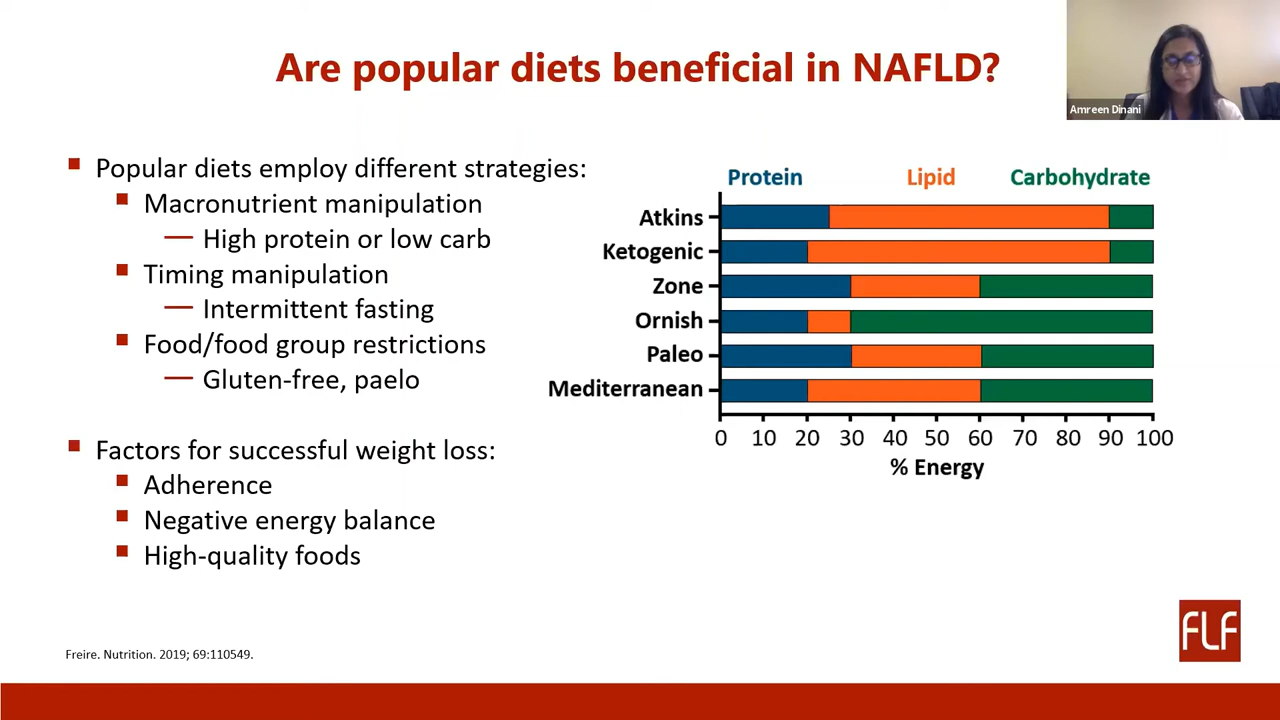 Are popular diets beneficial in NAFLD?
Amreen Dinani
Popular diets employ different strategies:
Macronutrient manipulation
— High protein or low carb
Timing manipulation
— Intermittent fasting
Food/food group restrictions
— Gluten-free, paelo
Factors for successful weight loss:
Adherence
Negative energy balance
High-quality foods
Protein Lipid Carbohydrate
Atkins
Ketogenic
Zone
Ornish
Paleo
Mediterranean
0 10 20 30 40 50 60 70 80 90 100
% Energy
Freire. Nutrition. 2019; 69:110549.
FLF